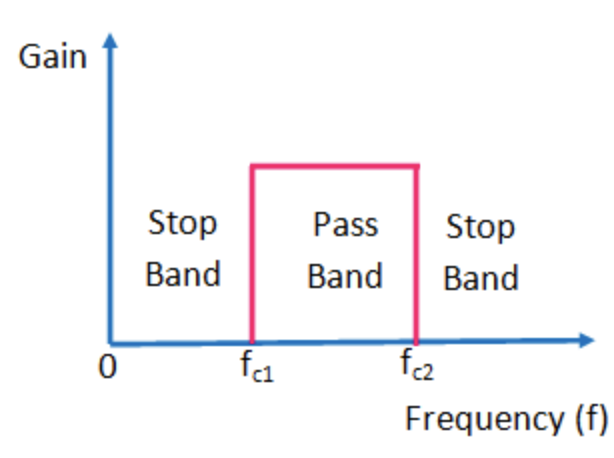 Gain
Stop
Band
Pass
Band
Stop
Band
0
fc1
fc2
Frequency (f)